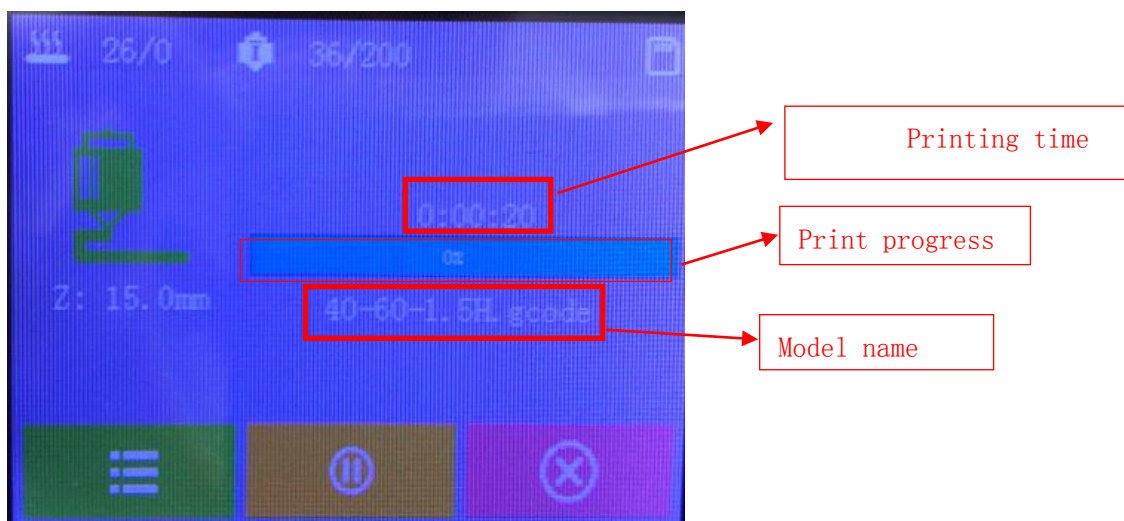 26/0
36/200
Printing time
0:00:20
Print progress
0%
Z: 15.0mm
40-60-1.5H.gcode
Model name